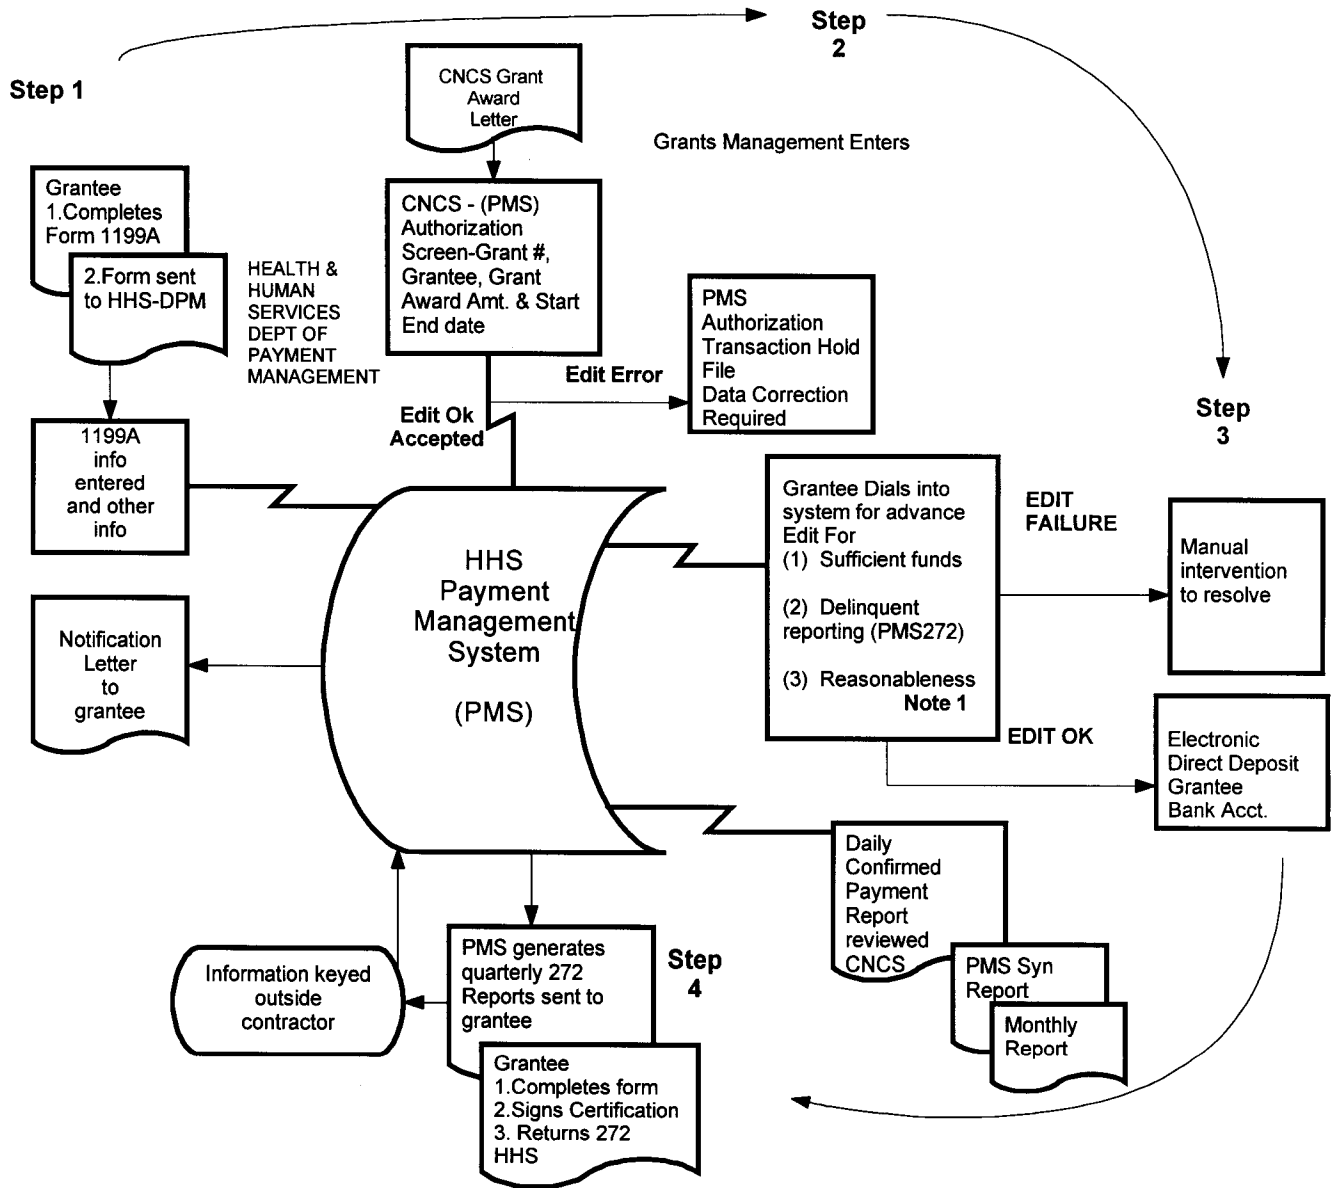 Step 1
Step
2
CNCS Grant
Award
Letter
Grants Management Enters
Grantee
1.Completes
Form 1199A
2.Form sent
to HHS-DPM
HEALTH &
HUMAN
SERVICES
DEPT OF
PAYMENT
MANAGEMENT
CNCS - (PMS)
Authorization
Screen-Grant #,
Grantee, Grant
Award Amt. & Start
End date
Edit Error
PMS
Authorization
Transaction Hold
File
Data Correction
Required
Edit Ok
Accepted
Step
3
1199A
info
entered
and other
info
HHS
Payment
Management
System
(PMS)
Grantee Dials into
system for advance
Edit For
(1) Sufficient funds
(2) Delinquent
reporting (PMS272)
(3) Reasonableness
Note 1
EDIT
FAILURE
Manual
intervention
to resolve
Notification
Letter
to
grantee
EDIT OK
Electronic
Direct Deposit
Grantee
Bank Acct.
Daily
Confirmed
Payment
Report
reviewed
CNCS
PMS Syn
Report
Monthly
Report
Step
4
PMS generates
quarterly 272
Reports sent to
grantee
Information keyed
outside
contractor
Grantee
1.Completes form
2.Signs Certification
3. Returns 272
HHS